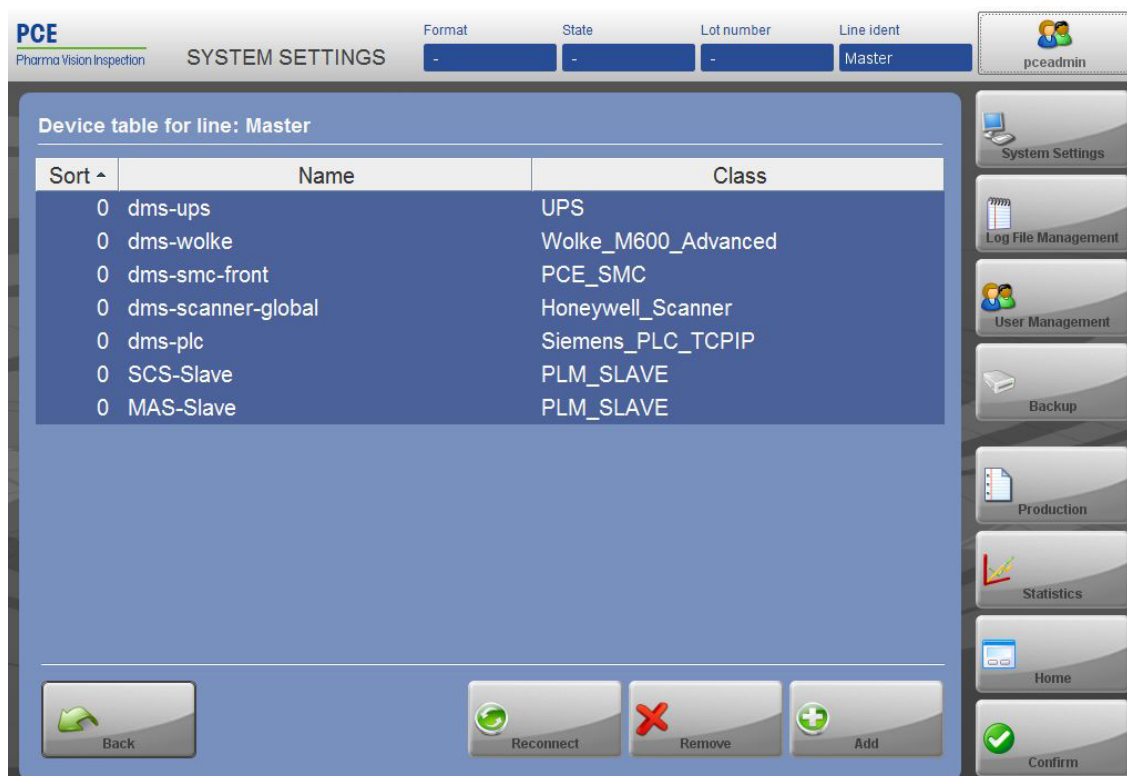 PCE
Pharma Vision Inspection
SYSTEM SETTINGS
Format State Lot number Line ident
- - - Master
pceadmin
Device table for line: Master
Sort Name Class
0 dms-ups UPS
0 dms-wolke Wolke_M600_Advanced
0 dms-smc-front PCE_SMC
0 dms-scanner-global Honeywell_Scanner
0 dms-plc Siemens_PLC_TCPIP
0 SCS-Slave PLM_SLAVE
0 MAS-Slave PLM_SLAVE
Back Reconnect Remove Add
System Settings
Log File Management
User Management
Backup
Production
Statistics
Home
Confirm